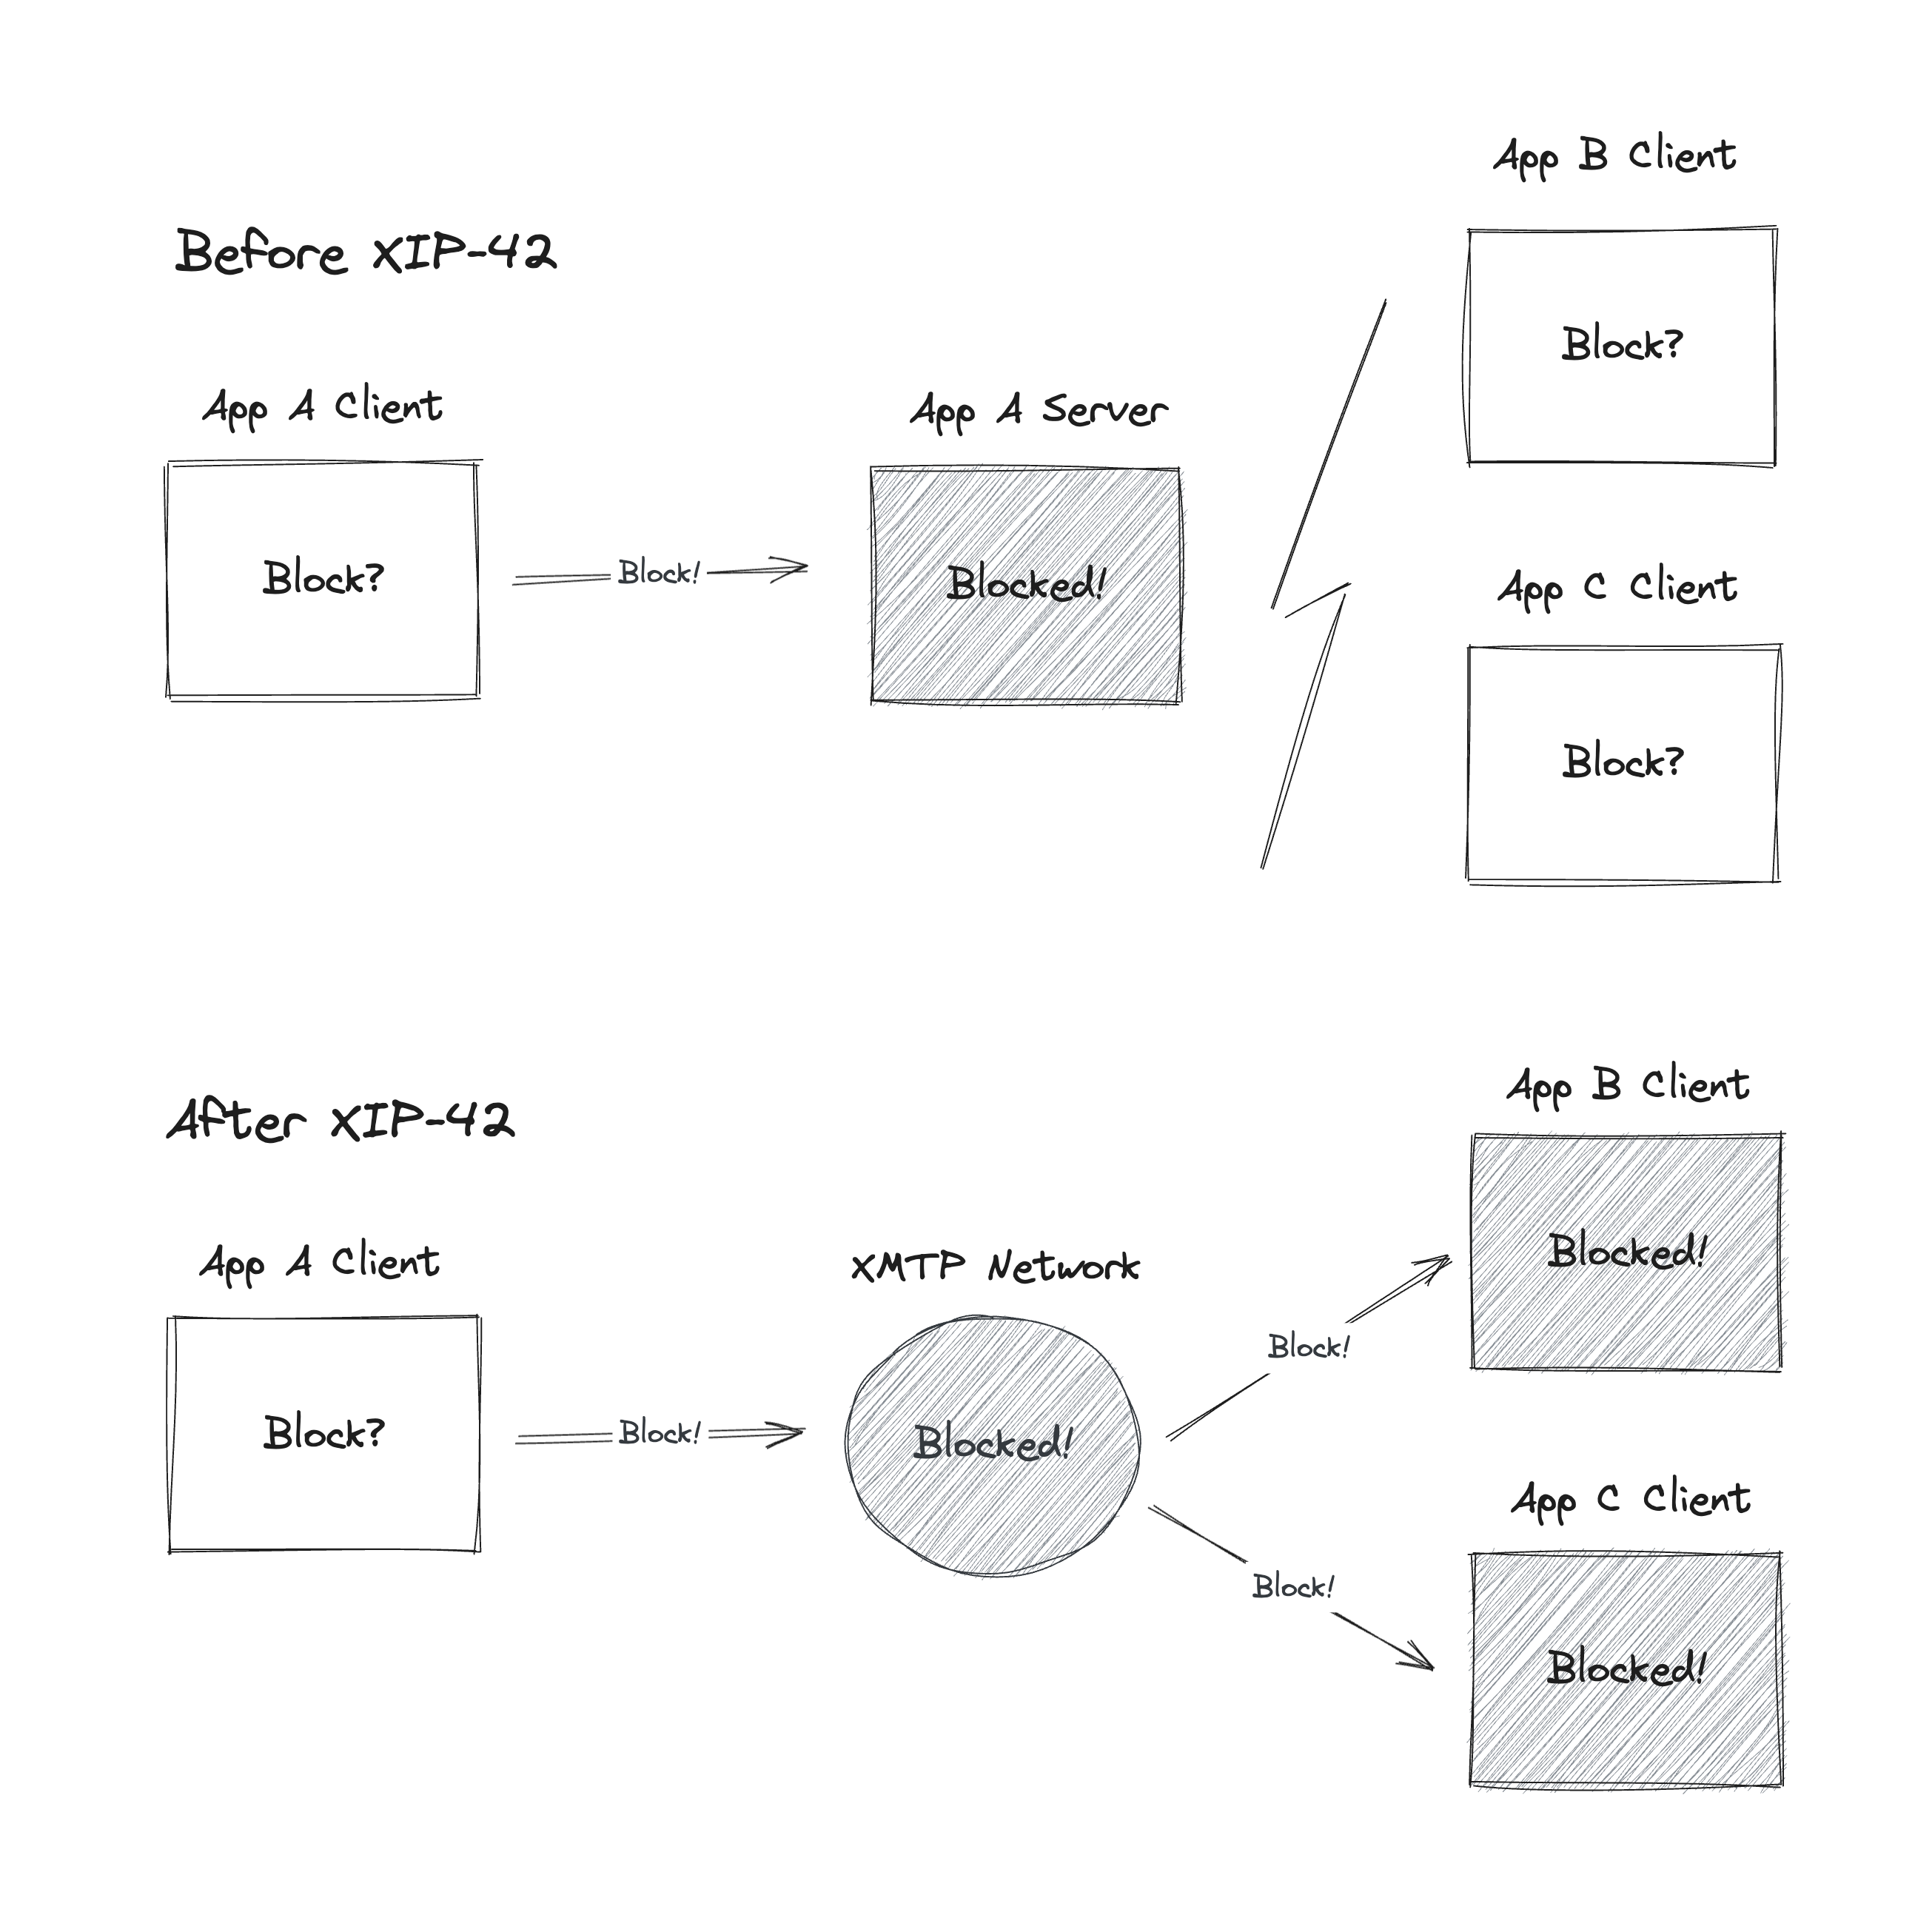 Before XIP-42
App A Client
Block?
Block!
App A Server
Blocked!
App B Client
Block?
App C Client
Block?
After XIP-42
App A Client
Block?
Block!
XMTP Network
Blocked!
Block!
App B Client
Blocked!
Block!
App C Client
Blocked!